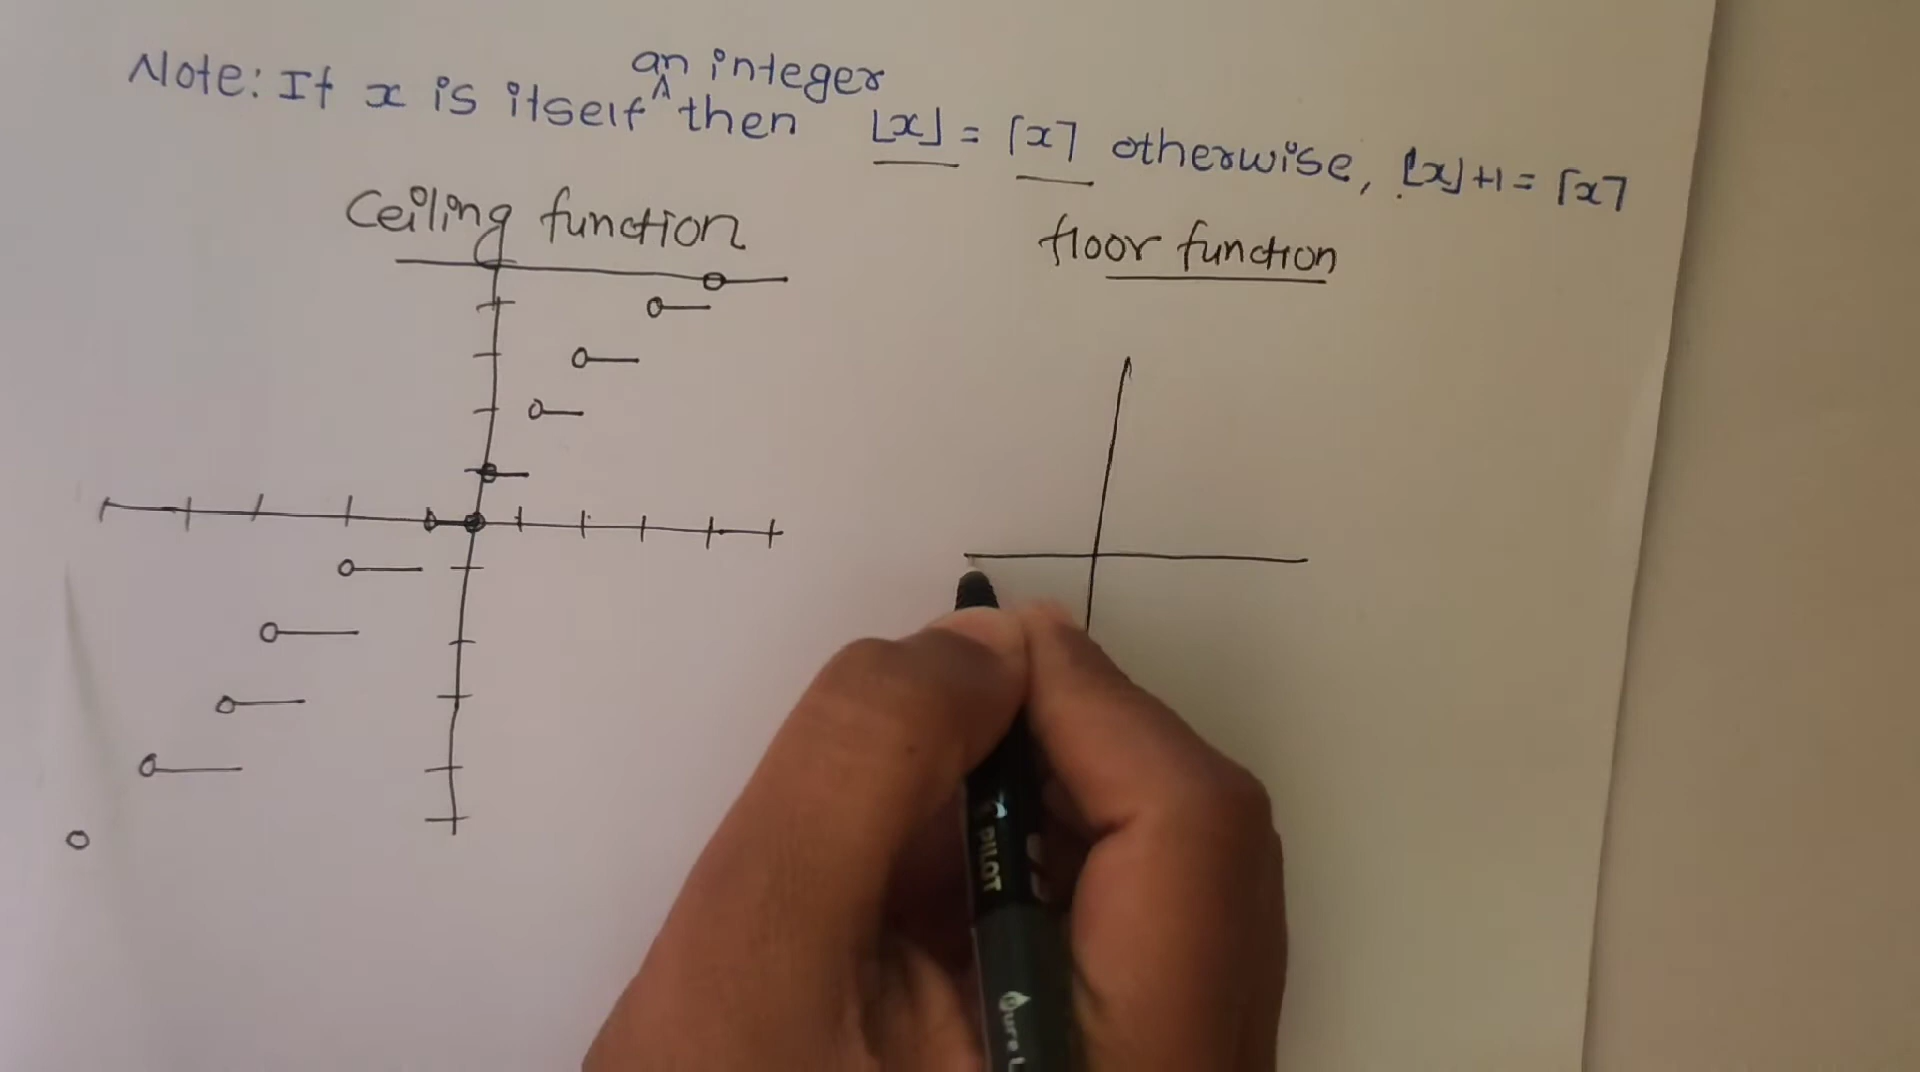 Note: If x is itself an integer then ⌊x⌋ = ⌈x⌉ otherwise, ⌊x⌋+1 = ⌈x⌉
Ceiling function
floor function
PILOT